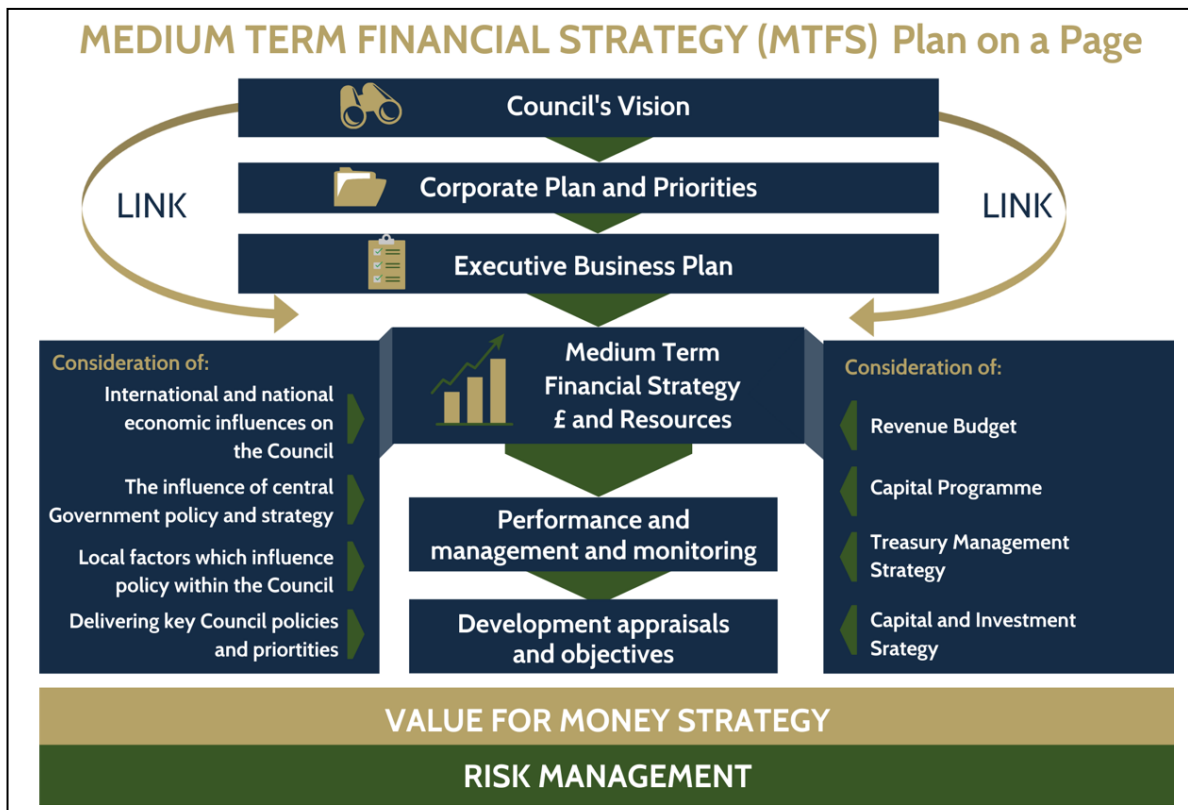 MEDIUM TERM FINANCIAL STRATEGY (MTFS) Plan on a Page
Council's Vision
LINK
Corporate Plan and Priorities
LINK
Executive Business Plan
Consideration of:
International and national
economic influences on
the Council
The influence of central
Government policy and strategy
Local factors which influence
policy within the Council
Delivering key Council policies
and priortities
Medium Term
Financial Strategy
£ and Resources
Performance and
management and monitoring
Development appraisals
and objectives
Consideration of:
Revenue Budget
Capital Programme
Treasury Management
Strategy
Capital and Investment
Srategy
VALUE FOR MONEY STRATEGY
RISK MANAGEMENT